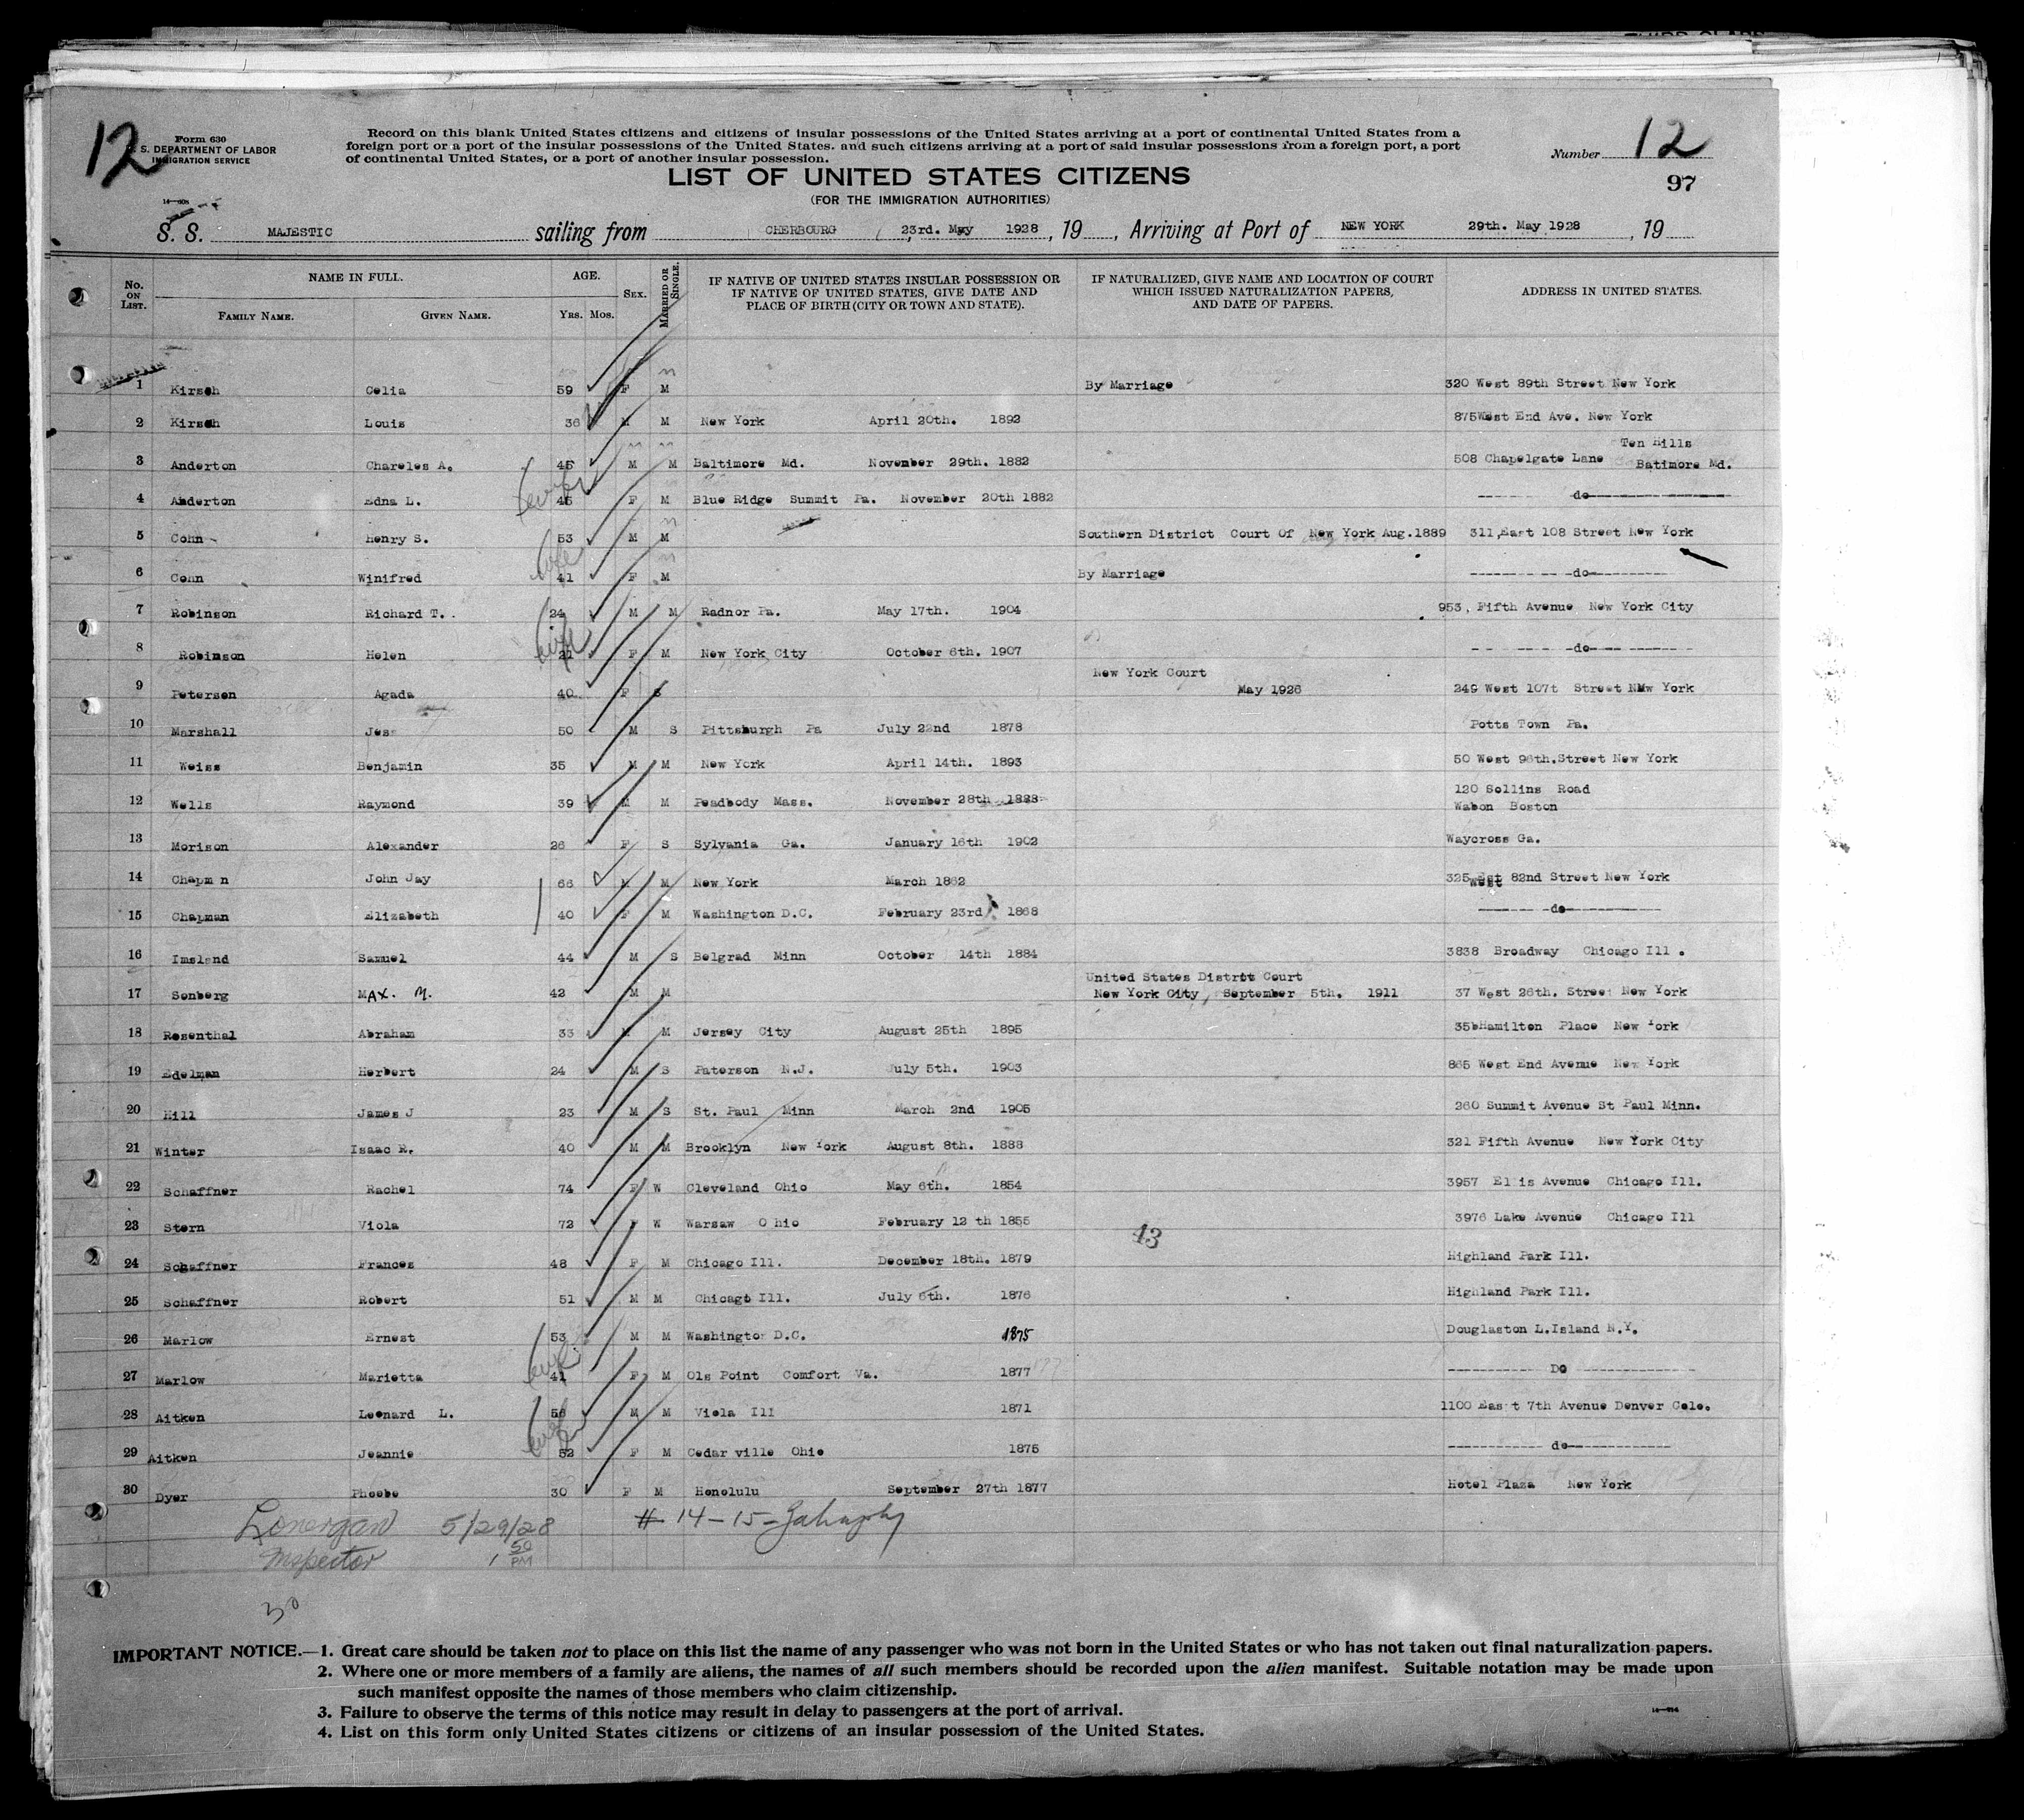 THIRD CLASS
12
Form 630
S. DEPARTMENT OF LABOR
IMMIGRATION SERVICE
Record on this blank United States citizens and citizens of insular possessions of the United States arriving at a port of continental United States from a
foreign port or a port of the insular possessions of the United States. and such citizens arriving at a port of said insular possessions from a foreign port, a port
of continental United States, or a port of another insular possession.
Number 12
97
LIST OF UNITED STATES CITIZENS
(FOR THE IMMIGRATION AUTHORITIES)
S. S. MAJESTIC sailing from CHERBOURG, 23rd. May 1928, 19 , Arriving at Port of NEW YORK 29th. May 1928 , 19
No. ON LIST. NAME IN FULL. FAMILY NAME. GIVEN NAME. AGE. YRS. MOS. SEX. MARRIED OR SINGLE. IF NATIVE OF UNITED STATES INSULAR POSSESSION OR IF NATIVE OF UNITED STATES, GIVE DATE AND PLACE OF BIRTH (CITY OR TOWN AND STATE). IF NATURALIZED, GIVE NAME AND LOCATION OF COURT WHICH ISSUED NATURALIZATION PAPERS, AND DATE OF PAPERS. ADDRESS IN UNITED STATES.
1 Kirsch Celia 59 F M By Marriage 320 West 89th Street New York
2 Kirsch Louis 36 M M New York April 20th. 1892 875West End Ave. New York
3 Anderton Chareles A. 45 M M Baltimore Md. November 29th. 1882 508 Chapelgate Lane Ten Hills Batimore Md.
4 Anderton Edna L. 45 F M Blue Ridge Summit Pa. November 20th 1882 -do-
5 Cohn Henry S. 53 M M Southern District Court Of New York Aug.1889 311,East 108 Street New York
6 Cohn Winifred 41 F M By Marriage -do-
7 Robinson Richard T. 24 M M Radnor Pa. May 17th. 1904 953, Fifth Avenue New York City
8 Robinson Helen 21 F M New York City October 6th. 1907 -do-
9 Peterson Agada 40 F S New York Court May 1926 249 West 107t Street New York
10 Marshall Jess 50 M S Pittsburgh Pa July 22nd 1878 Potts Town Pa.
11 Weiss Benjamin 35 M M New York April 14th. 1893 50 West 96th.Street New York
12 Wells Raymond 39 M M Peadbody Mass. November 28th 1888 120 Sollins Road Waban Boston
13 Morison Alexander 26 F S Sylvania Ga. January 16th 1902 Waycross Ga.
14 Chapm n John Jay 66 M M New York March 1862 325 Est West 82nd Street New York
15 Chapman Elizabeth 40 F M Washington D.C. February 23rd 1868 -do-
16 Imsland Samuel 44 M S Belgrad Minn October 14th 1884 3838 Broadway Chicago Ill .
17 Sonberg MAX. M. 42 M M United States District Court New York City, September 5th. 1911 37 West 26th. Street New York
18 Rosenthal Abraham 33 M M Jersey City August 25th 1895 Hamilton Place New York
19 Edelman Herbert 24 M S Paterson N.J. July 5th. 1903 865 West End Avenue New York
20 Hill James J 23 M S St. Paul Minn March 2nd 1905 260 Summit Avenue St Paul Minn.
21 Winter Isaac R. 40 M M Brooklyn New York August 8th. 1888 321 Fifth Avenue New York City
22 Schaffner Rachel 74 F W Cleveland Ohio May 6th. 1854 3957 Ellis Avenue Chicago Ill.
23 Stern Viola 72 F W Warsaw Ohio February 12 th 1855 3976 Lake Avenue Chicago Ill
24 Schaffner Frances 48 F M Chicago Ill. December 18th. 1879 43 Highland Park Ill.
25 Schaffner Robert 51 M M Chicago Ill. July 6th. 1876 Highland Park Ill.
26 Marlow Ernest 53 M M Washington D.C. 1875 Douglaston L.Island N.Y.
27 Marlow Marietta 41 F M Ols Point Comfort Va. 1877 DO
28 Aitken Leonard L. 56 M M Viola Ill 1871 1100 East 7th Avenue Denver Colo.
29 Aitken Jeannie 52 F M Cedar ville Ohio 1875 do
30 Dyer Phoebe 30 F M Honolulu September 27th 1877 Hotel Plaza New York
Lonergan 5/29/28 # 14 - 15 -
Inspector 1 50 PM
30
IMPORTANT NOTICE.—1. Great care should be taken not to place on this list the name of any passenger who was not born in the United States or who has not taken out final naturalization papers.
2. Where one or more members of a family are aliens, the names of all such members should be recorded upon the alien manifest. Suitable notation may be made upon
such manifest opposite the names of those members who claim citizenship.
3. Failure to observe the terms of this notice may result in delay to passengers at the port of arrival.
4. List on this form only United States citizens or citizens of an insular possession of the United States.